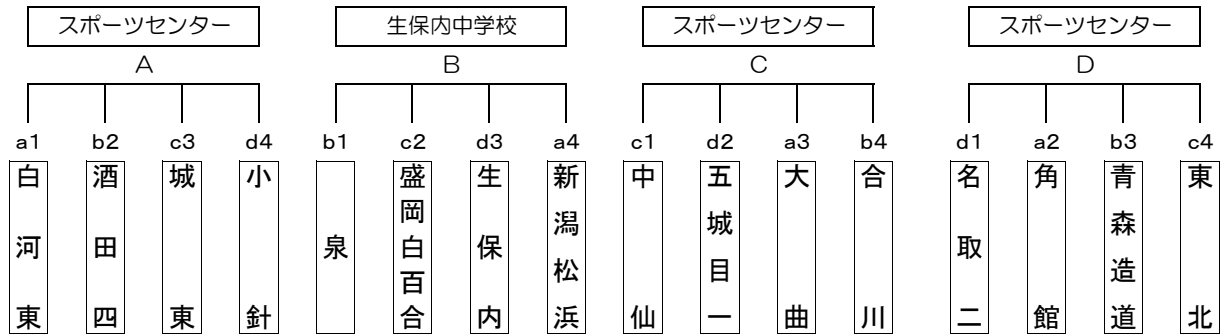 スポーツセンター 生保内中学校 スポーツセンター スポーツセンター
A B C D
a1 b2 c3 d4 b1 c2 d3 a4 c1 d2 a3 b4 d1 a2 b3 c4
白河東
酒田四
城東
小針
泉
盛岡白百合
生保内
新潟松浜
中仙
五城目一
大曲
合川
名取二
角館
青森造道
東北